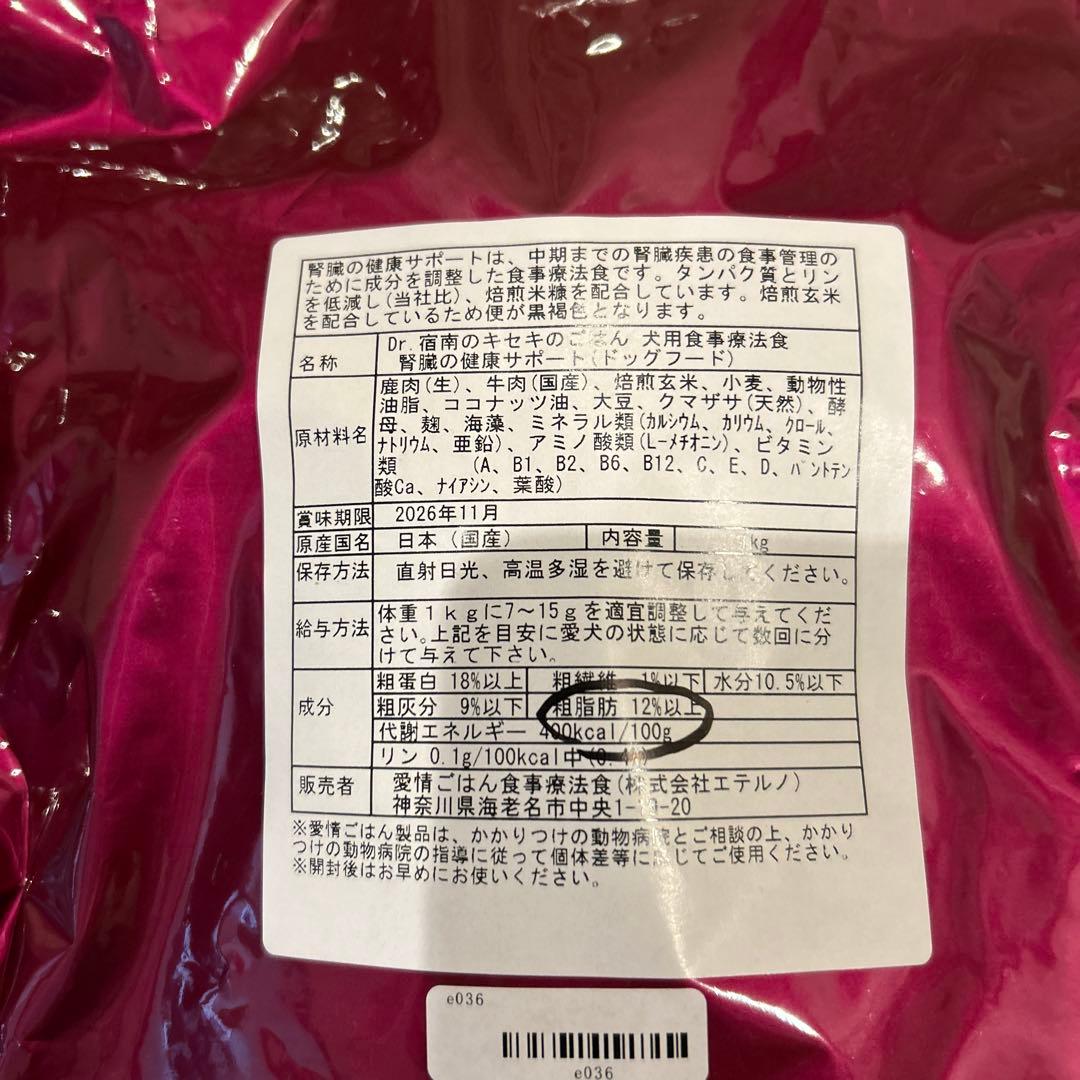 腎臓の健康サポートは、中期までの腎臓疾患の食事管理の
ために成分を調整した食事療法食です。タンパク質とリン
を低減し(当社比)、焙煎米糠を配合しています。焙煎玄米
を配合しているため便が黒褐色となります。
名称 Dr.宿南のキセキのごはん 犬用食事療法食
腎臓の健康サポート(ドッグフード)
原材料名 鹿肉(生)、牛肉(国産)、焙煎玄米、小麦、動物性
油脂、ココナッツ油、大豆、クマザサ(天然)、酵
母、麹、海藻、ミネラル類(カルシウム、カリウム、クロール、
ナトリウム、亜鉛)、アミノ酸類(L-メチオニン)、ビタミン
類 (A、B1、B2、B6、B12、C、E、D、パントテン
酸Ca、ナイアシン、葉酸)
賞味期限 2026年11月
原産国名 日本(国産) 内容量 kg
保存方法 直射日光、高温多湿を避けて保存してください。
給与方法 体重1kgに7~15gを適宜調整して与えてくだ
さい。上記を目安に愛犬の状態に応じて数回に分
けて与えて下さい。
成分 粗蛋白 18%以上 粗繊維 1%以下 水分10.5%以下
粗灰分 9%以下 粗脂肪 12%以上
代謝エネルギー 400kcal/100g
リン 0.1g/100kcal中
販売者 愛情ごはん食事療法食(株式会社エテルノ)
神奈川県海老名市中央1-
-20
※愛情ごはん製品は、かかりつけの動物病院とご相談の上、かかり
つけの動物病院の指導に従って個体差等に応じてご使用ください。
※開封後はお早めにお使いください。
e036
e036